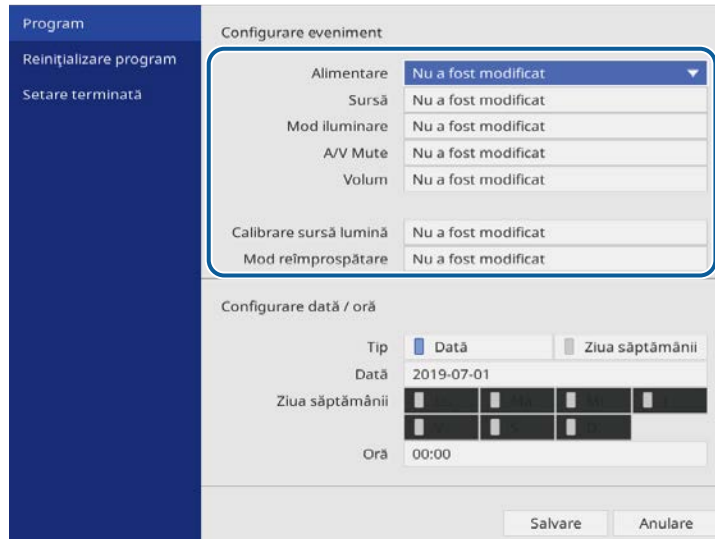 Program
Reinițializare program
Setare terminată
Configurare eveniment
Alimentare Nu a fost modificat
Sursă Nu a fost modificat
Mod iluminare Nu a fost modificat
A/V Mute Nu a fost modificat
Volum Nu a fost modificat
Calibrare sursă lumină Nu a fost modificat
Mod reîmprospătare Nu a fost modificat
Configurare dată / oră
Tip Dată Ziua săptămânii
Dată 2019-07-01
Ziua săptămânii
Oră 00:00
Salvare Anulare